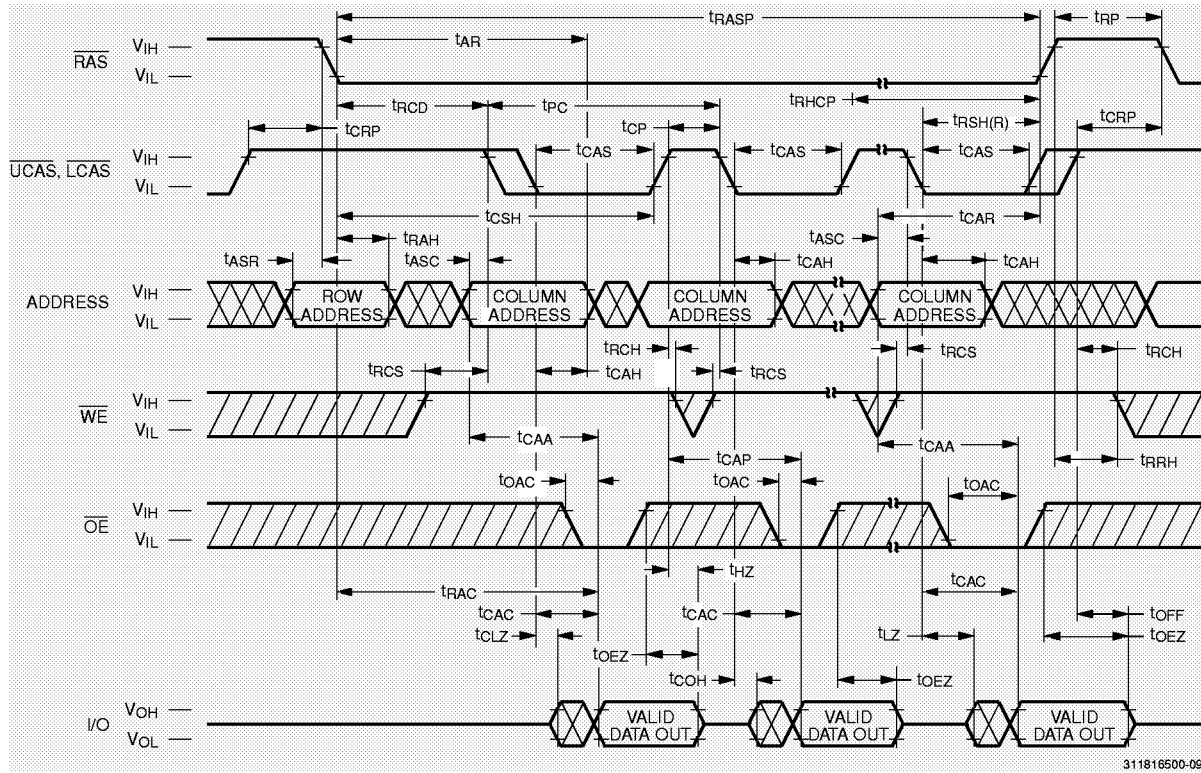 tRASP
tRP
tAR
RAS
VIH
VIL
tRCD
tPC
tRHCP
tCRP
tCP
tRSH(R)
tCRP
UCAS, LCAS
VIH
VIL
tCAS
tCAS
tCAS
tCSH
tCAR
tRAH
tASC
tASR
tASC
tCAH
tCAH
ADDRESS
VIH
VIL
ROW ADDRESS
COLUMN ADDRESS
COLUMN ADDRESS
COLUMN ADDRESS
tRCH
tRCS
tRCH
tRCS
tCAH
tRCS
WE
VIH
VIL
tCAA
tCAP
tCAA
tRRH
tOAC
tOAC
tOAC
OE
VIH
VIL
tHZ
tRAC
tCAC
tCAC
tCAC
tCLZ
tLZ
tOFF
tOEZ
tOEZ
tCOH
tOEZ
I/O
VOH
VOL
VALID DATA OUT
VALID DATA OUT
VALID DATA OUT
311816500-09